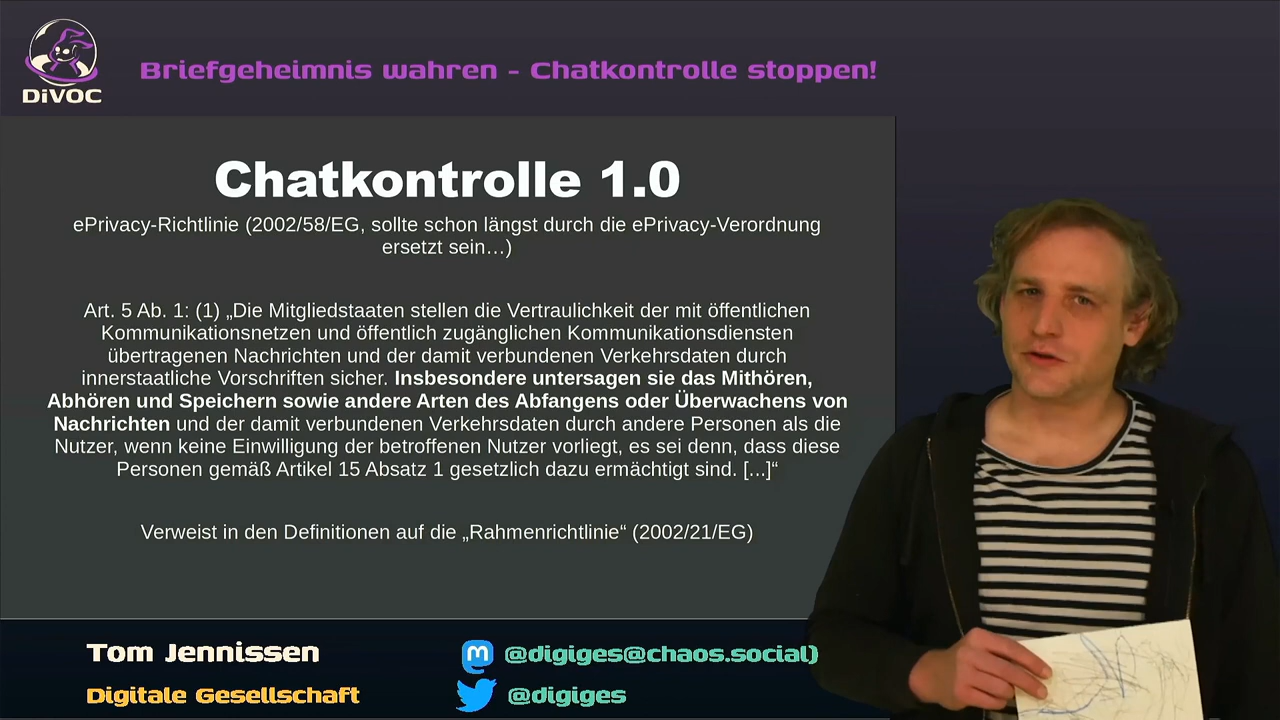 DiVOC
Briefgeheimnis wahren - Chatkontrolle stoppen!
Chatkontrolle 1.0
ePrivacy-Richtlinie (2002/58/EG, sollte schon längst durch die ePrivacy-Verordnung
ersetzt sein…)
Art. 5 Ab. 1: (1) „Die Mitgliedstaaten stellen die Vertraulichkeit der mit öffentlichen
Kommunikationsnetzen und öffentlich zugänglichen Kommunikationsdiensten
übertragenen Nachrichten und der damit verbundenen Verkehrsdaten durch
innerstaatliche Vorschriften sicher. Insbesondere untersagen sie das Mithören,
Abhören und Speichern sowie andere Arten des Abfangens oder Überwachens von
Nachrichten und der damit verbundenen Verkehrsdaten durch andere Personen als die
Nutzer, wenn keine Einwilligung der betroffenen Nutzer vorliegt, es sei denn, dass diese
Personen gemäß Artikel 15 Absatz 1 gesetzlich dazu ermächtigt sind. [...]“
Verweist in den Definitionen auf die „Rahmenrichtlinie“ (2002/21/EG)
Tom Jennissen
@digiges@chaos.social)
Digitale Gesellschaft
@digiges